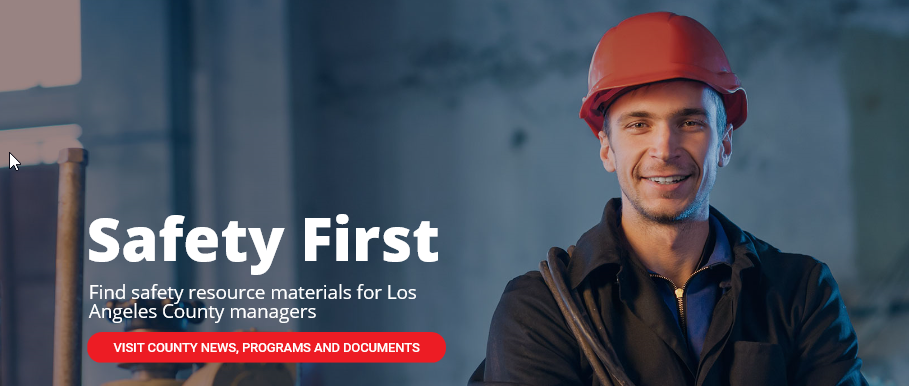 Safety First
Find safety resource materials for Los
Angeles County managers
VISIT COUNTY NEWS, PROGRAMS AND DOCUMENTS